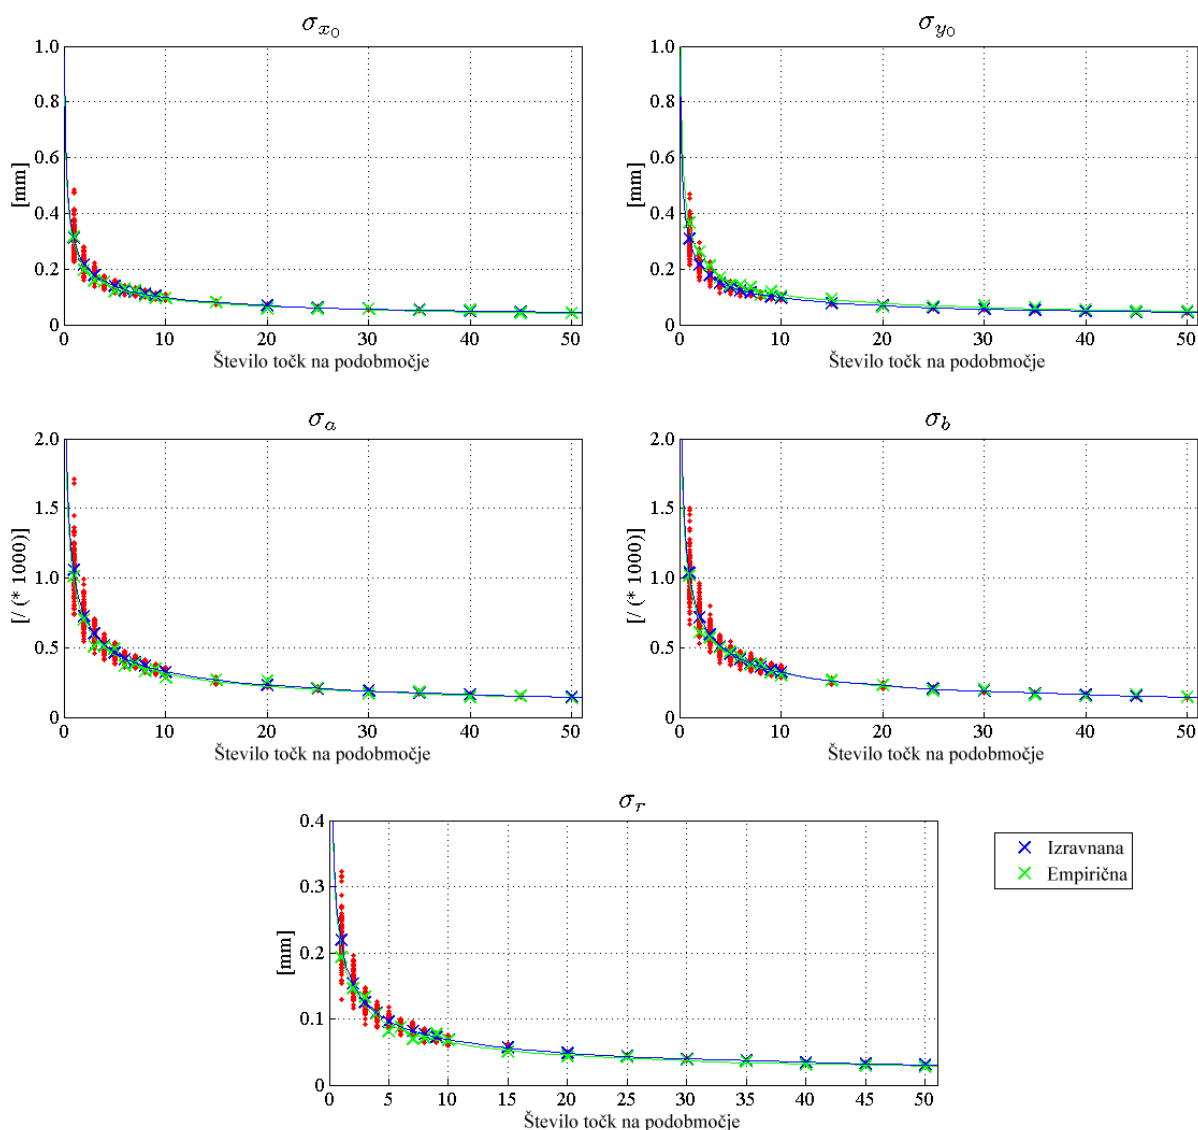 σx₀
1.0
0.8
0.6
0.4
0.2
0
[mm]
0 10 20 30 40 50
Število točk na podobmočje
σy₀
1.0
0.8
0.6
0.4
0.2
0
[mm]
0 10 20 30 40 50
Število točk na podobmočje
σa
2.0
1.5
1.0
0.5
0
[/ (* 1000)]
0 10 20 30 40 50
Število točk na podobmočje
σb
2.0
1.5
1.0
0.5
0
[/ (* 1000)]
0 10 20 30 40 50
Število točk na podobmočje
σr
0.4
0.3
0.2
0.1
0
[mm]
0 5 10 15 20 25 30 35 40 45 50
Število točk na podobmočje
Izravnana
Empirična